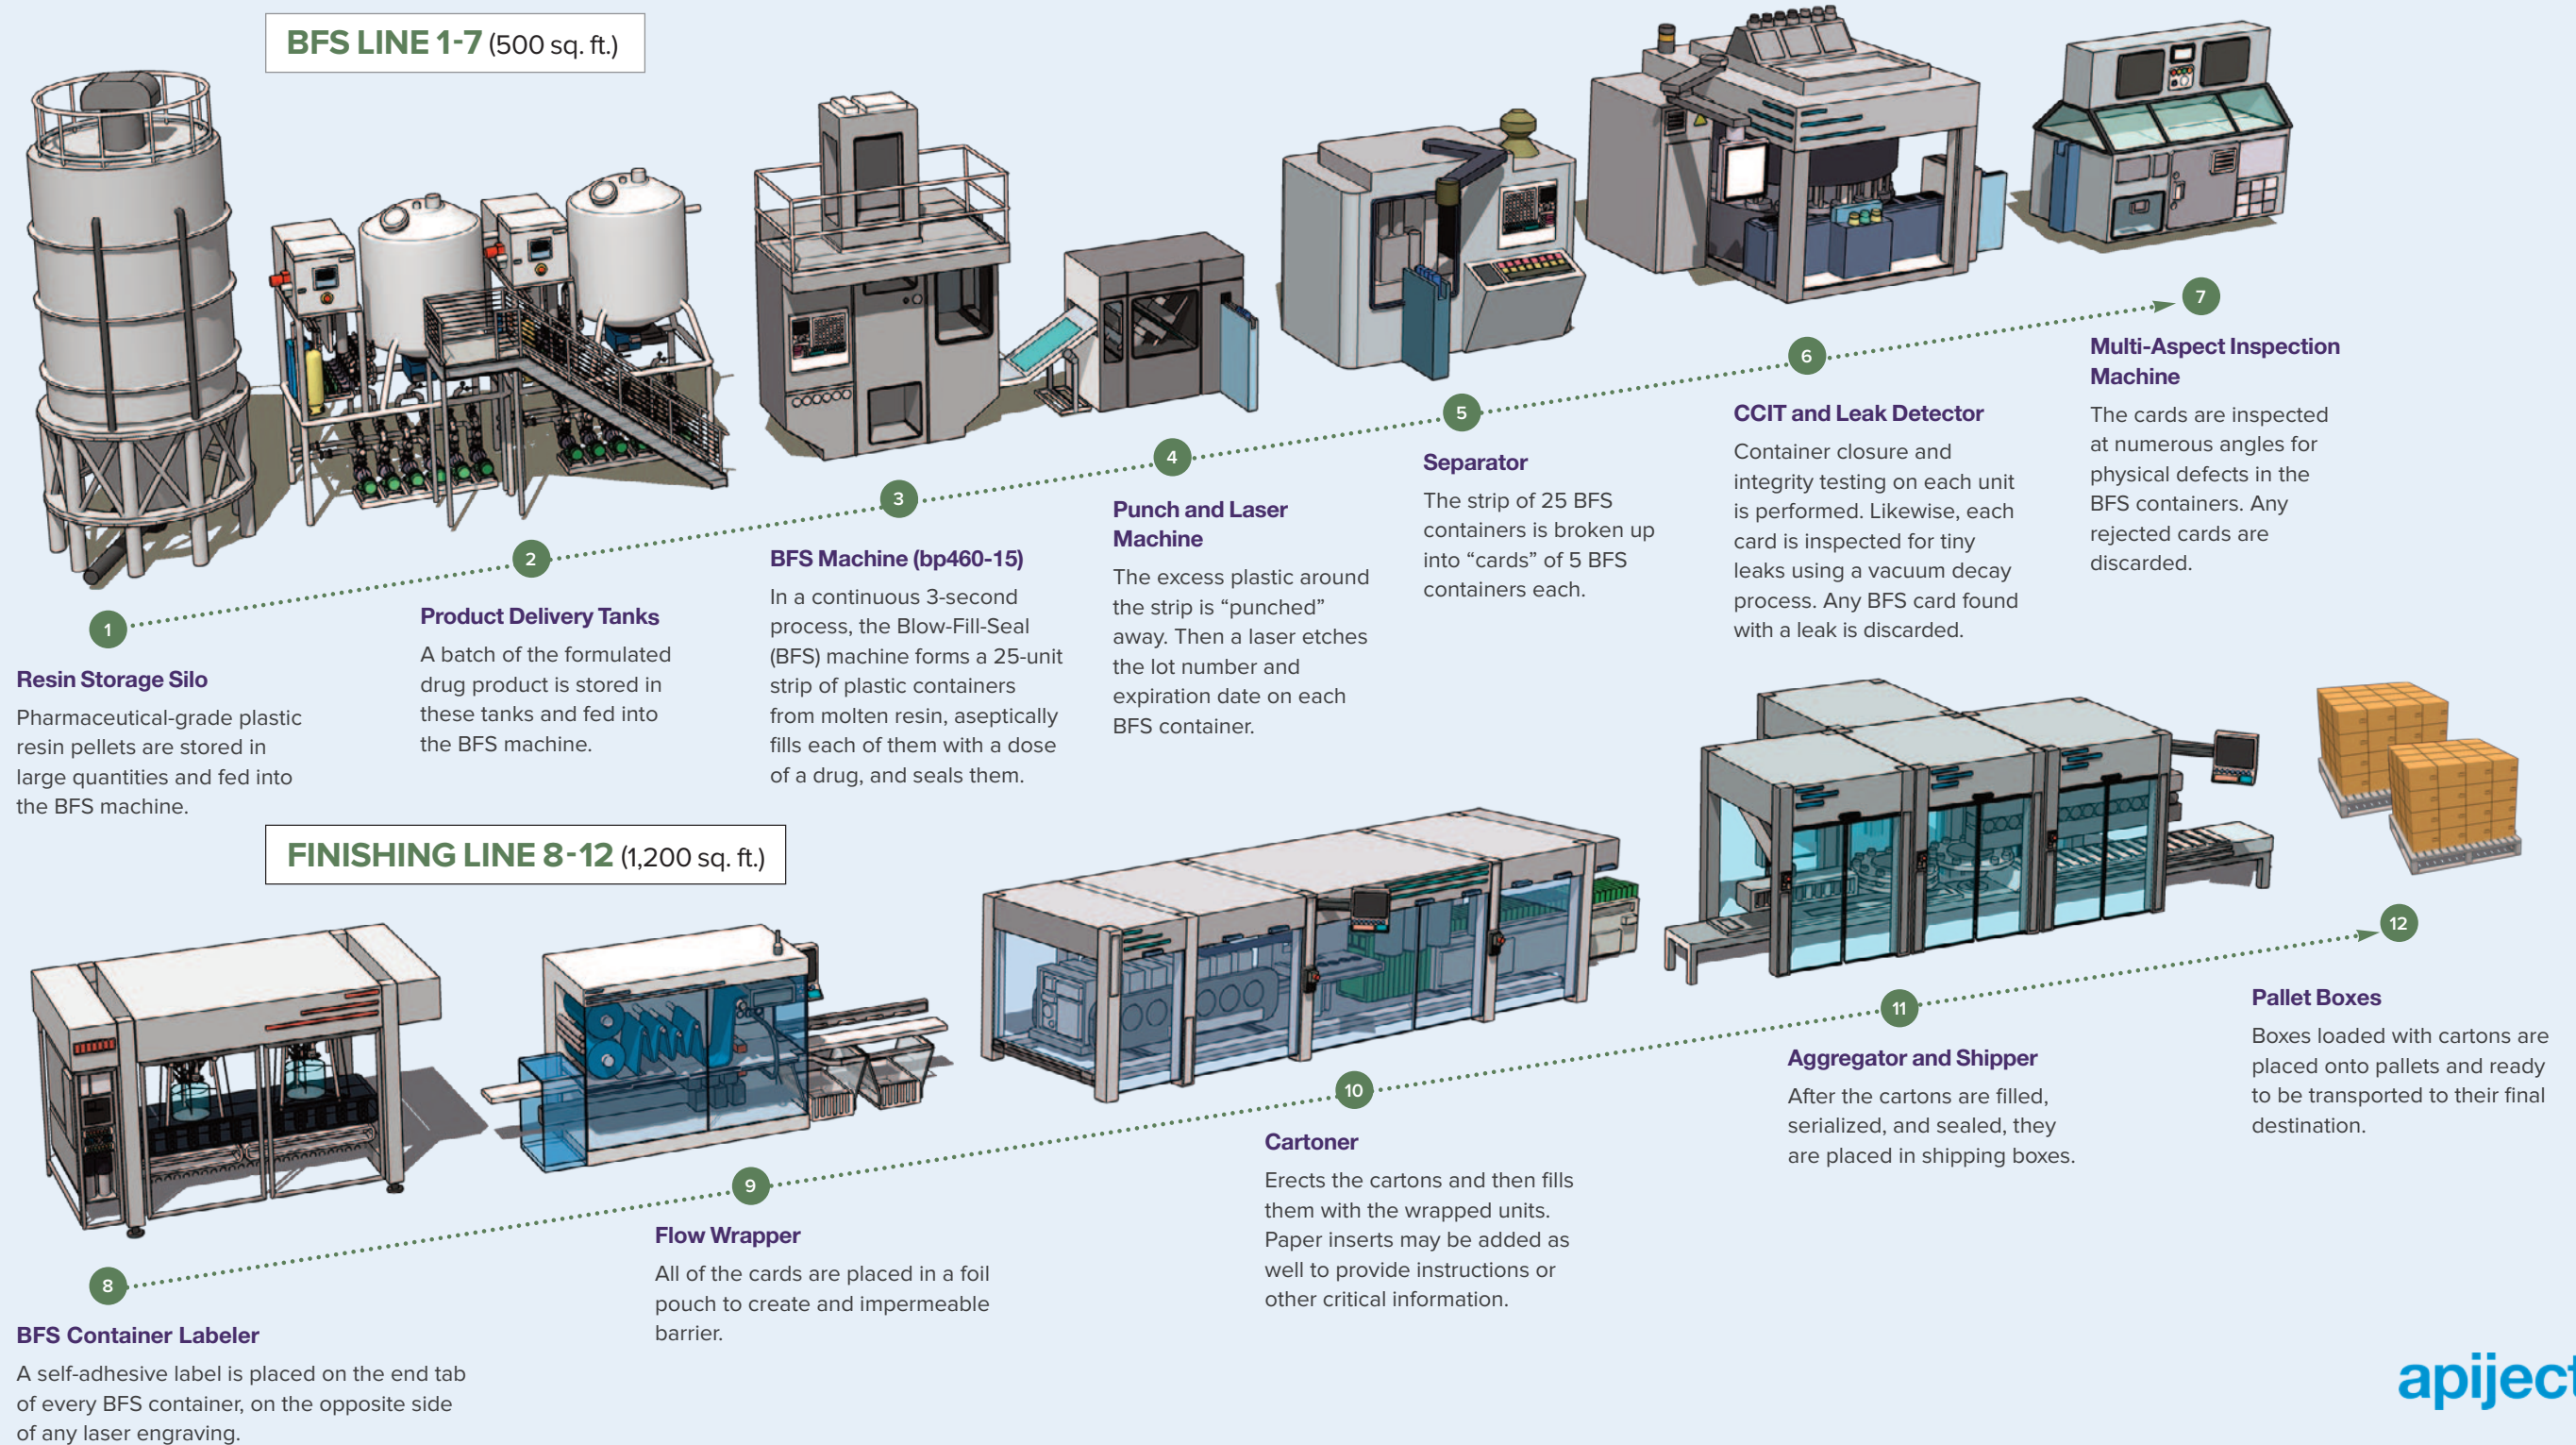 BFS LINE 1-7 (500 sq. ft.)
1
Resin Storage Silo
Pharmaceutical-grade plastic
resin pellets are stored in
large quantities and fed into
the BFS machine.
2
Product Delivery Tanks
A batch of the formulated
drug product is stored in
these tanks and fed into
the BFS machine.
3
BFS Machine (bp460-15)
In a continuous 3-second
process, the Blow-Fill-Seal
(BFS) machine forms a 25-unit
strip of plastic containers
from molten resin, aseptically
fills each of them with a dose
of a drug, and seals them.
4
Punch and Laser
Machine
The excess plastic around
the strip is “punched”
away. Then a laser etches
the lot number and
expiration date on each
BFS container.
5
Separator
The strip of 25 BFS
containers is broken up
into “cards” of 5 BFS
containers each.
6
CCIT and Leak Detector
Container closure and
integrity testing on each unit
is performed. Likewise, each
card is inspected for tiny
leaks using a vacuum decay
process. Any BFS card found
with a leak is discarded.
7
Multi-Aspect Inspection
Machine
The cards are inspected
at numerous angles for
physical defects in the
BFS containers. Any
rejected cards are
discarded.
FINISHING LINE 8-12 (1,200 sq. ft.)
8
BFS Container Labeler
A self-adhesive label is placed on the end tab
of every BFS container, on the opposite side
of any laser engraving.
9
Flow Wrapper
All of the cards are placed in a foil
pouch to create and impermeable
barrier.
10
Cartoner
Erects the cartons and then fills
them with the wrapped units.
Paper inserts may be added as
well to provide instructions or
other critical information.
11
Aggregator and Shipper
After the cartons are filled,
serialized, and sealed, they
are placed in shipping boxes.
12
Pallet Boxes
Boxes loaded with cartons are
placed onto pallets and ready
to be transported to their final
destination.
apiject